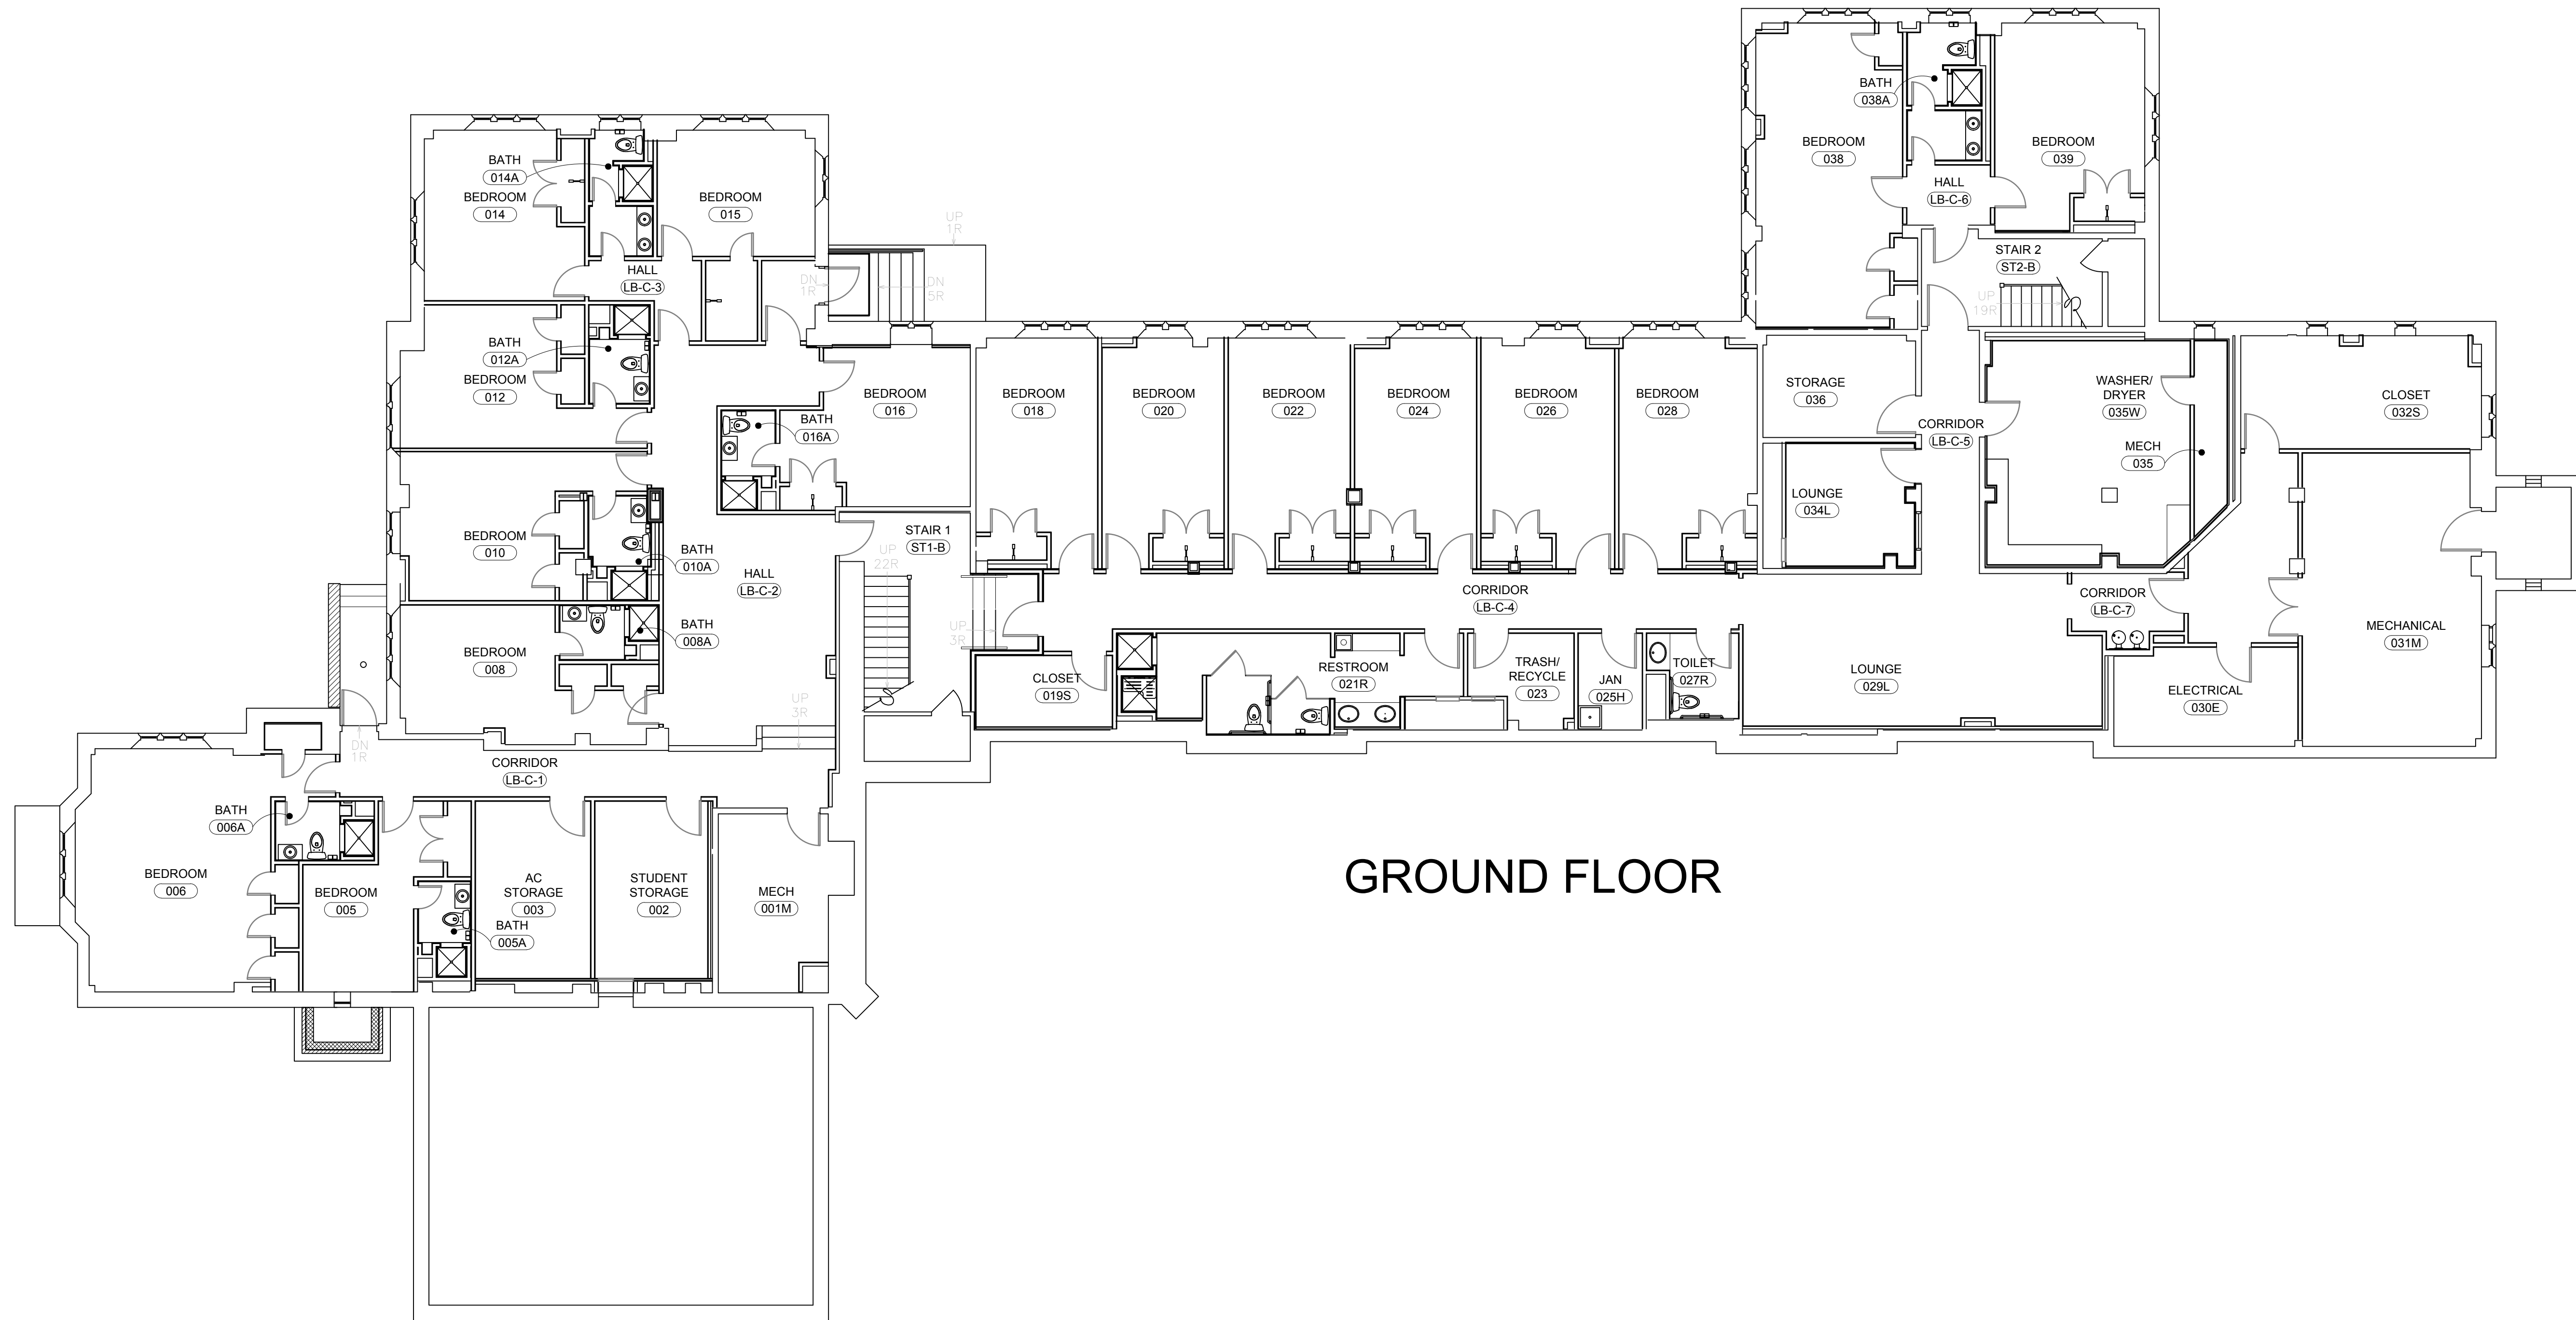 BATH
038A
BEDROOM
038
BEDROOM
039
HALL
LB-C-6
STAIR 2
ST2-B
UP
19R
BATH
014A
BEDROOM
014
BEDROOM
015
HALL
LB-C-3
UP
1R
DN
1R
DN
5R
BATH
012A
BEDROOM
012
BEDROOM
016
BATH
016A
BEDROOM
018
BEDROOM
020
BEDROOM
022
BEDROOM
024
BEDROOM
026
BEDROOM
028
STORAGE
036
CORRIDOR
LB-C-5
WASHER/
DRYER
035W
MECH
035
CLOSET
032S
LOUNGE
034L
BEDROOM
010
BATH
010A
HALL
LB-C-2
STAIR 1
ST1-B
UP
22R
UP
3R
CORRIDOR
LB-C-4
CORRIDOR
LB-C-7
MECHANICAL
031M
BEDROOM
008
BATH
008A
UP
3R
CLOSET
019S
RESTROOM
021R
TRASH/
RECYCLE
023
JAN
025H
TOILET
027R
LOUNGE
029L
ELECTRICAL
030E
DN
1R
CORRIDOR
LB-C-1
BATH
006A
BEDROOM
006
BEDROOM
005
BATH
005A
AC
STORAGE
003
STUDENT
STORAGE
002
MECH
001M
GROUND FLOOR